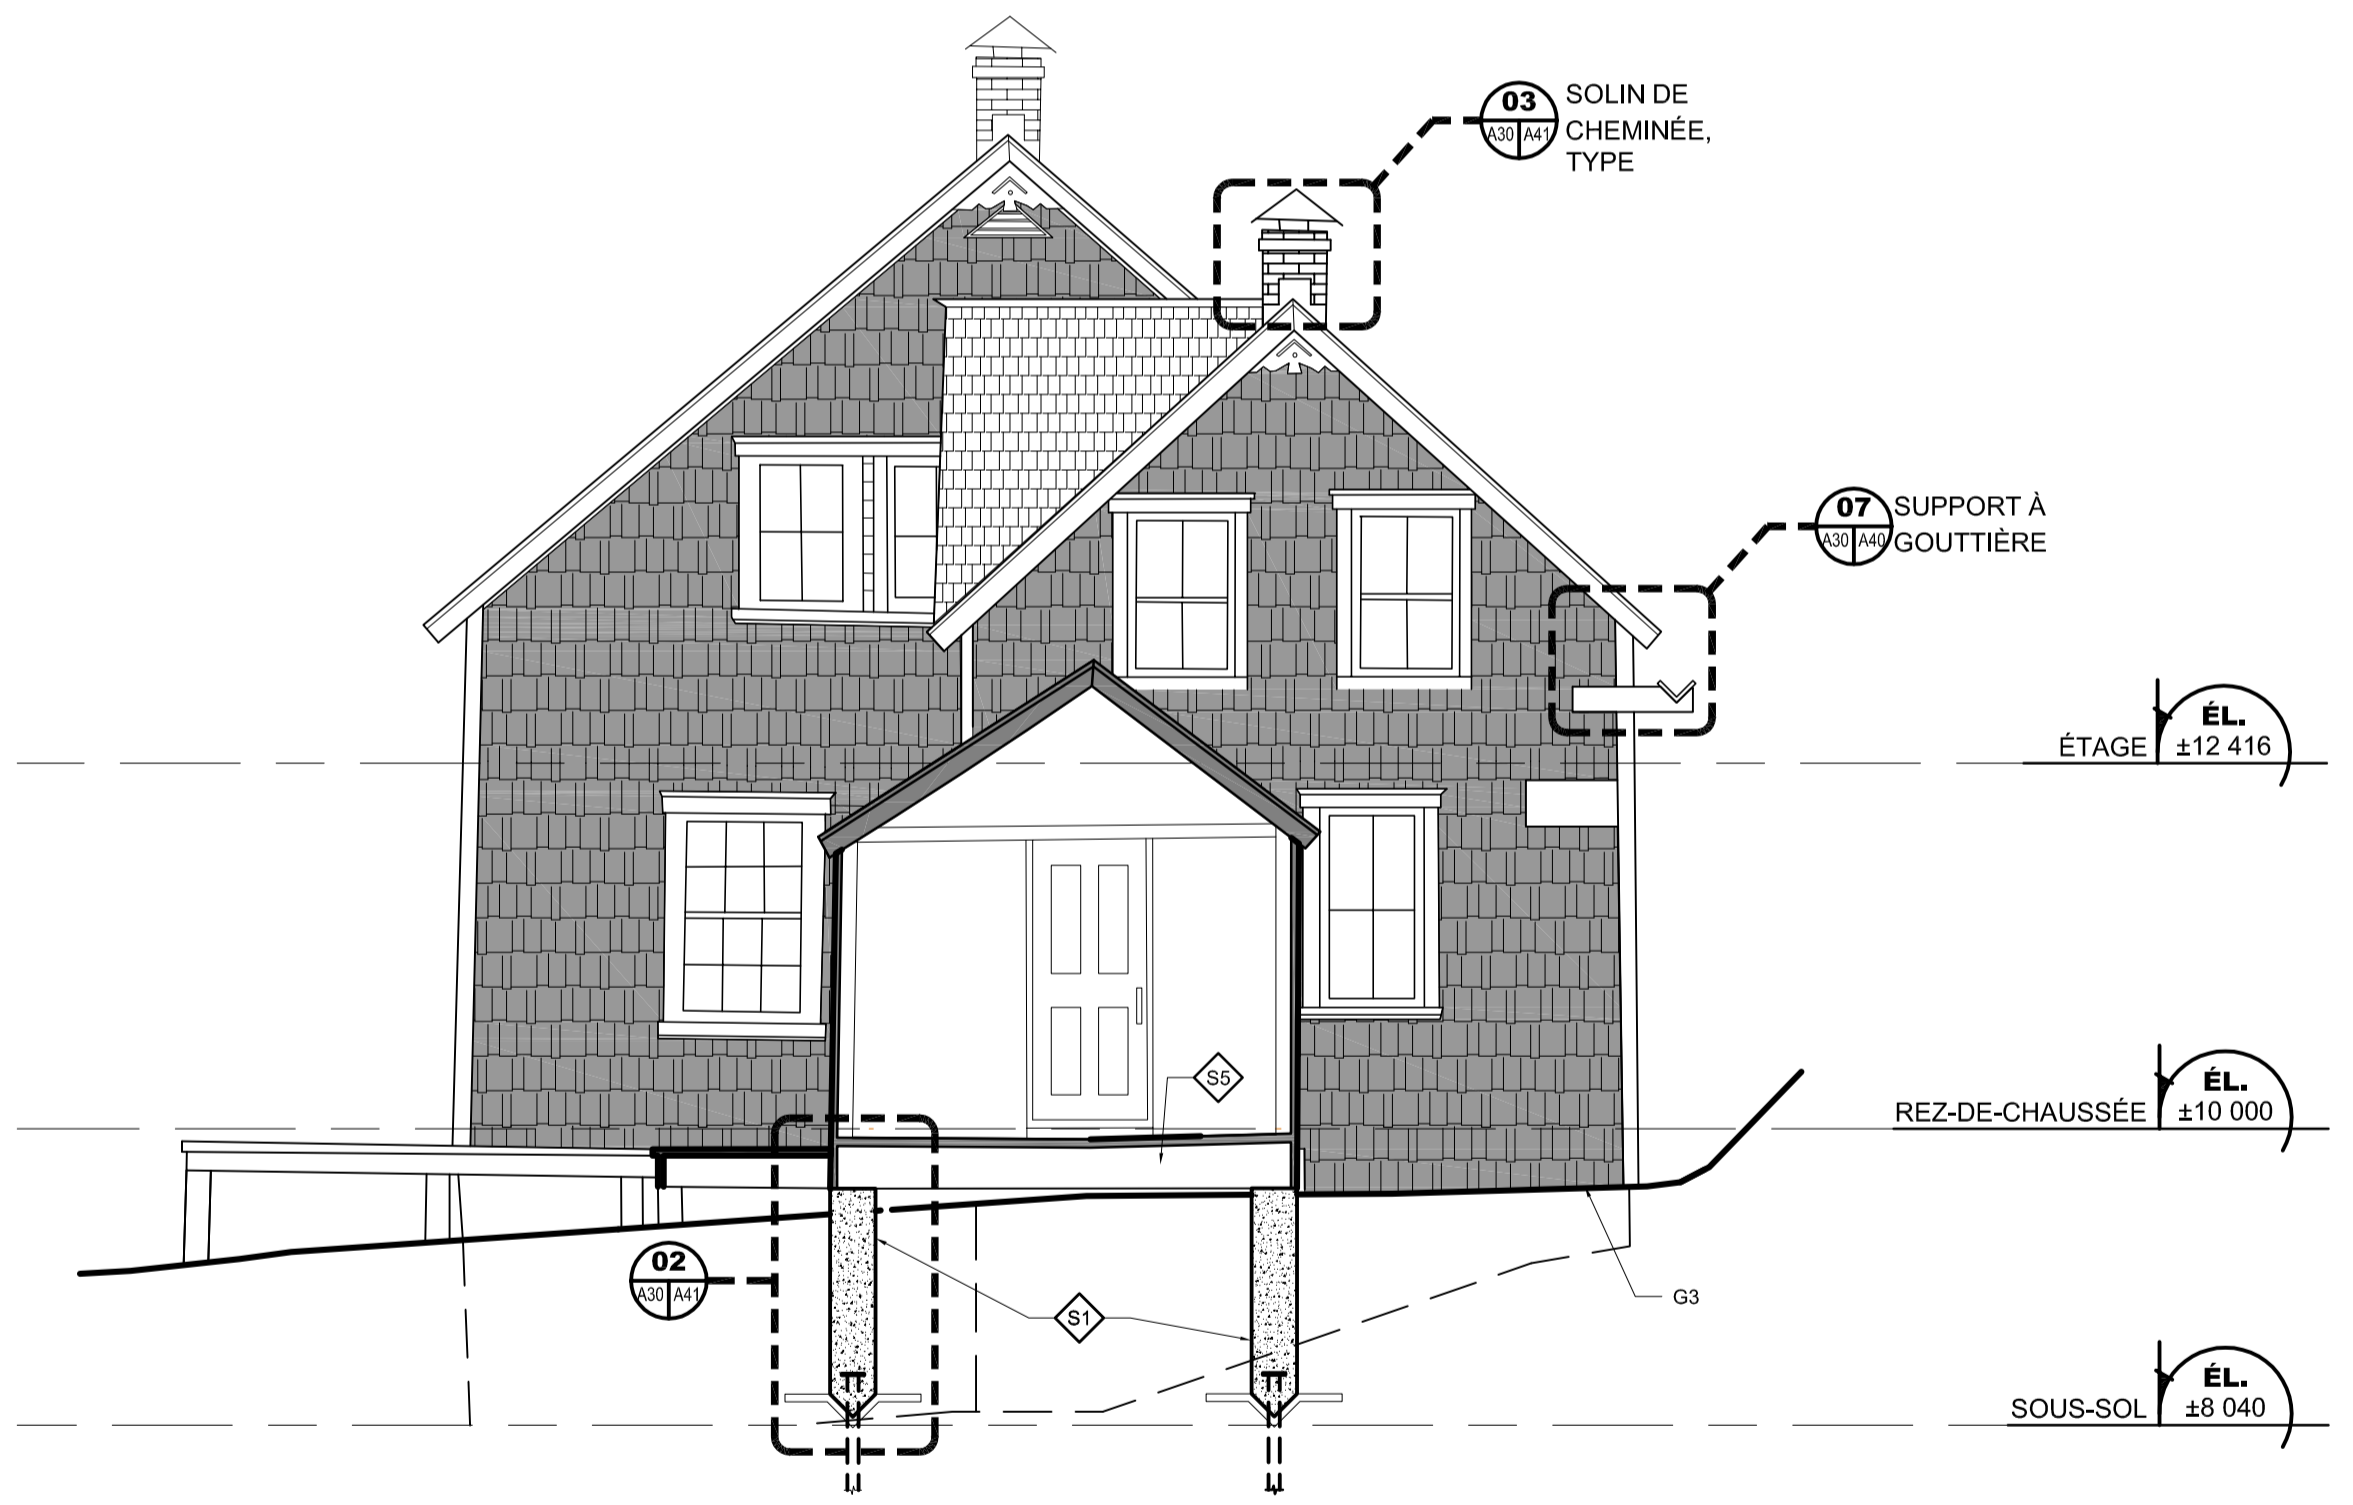 03
A30 A41
SOLIN DE
CHEMINÉE,
TYPE
07
A30 A40
SUPPORT À
GOUTTIÈRE
ÉTAGE
ÉL.
±12 416
S5
REZ-DE-CHAUSSÉE
ÉL.
±10 000
02
A30 A41
S1
G3
SOUS-SOL
ÉL.
±8 040